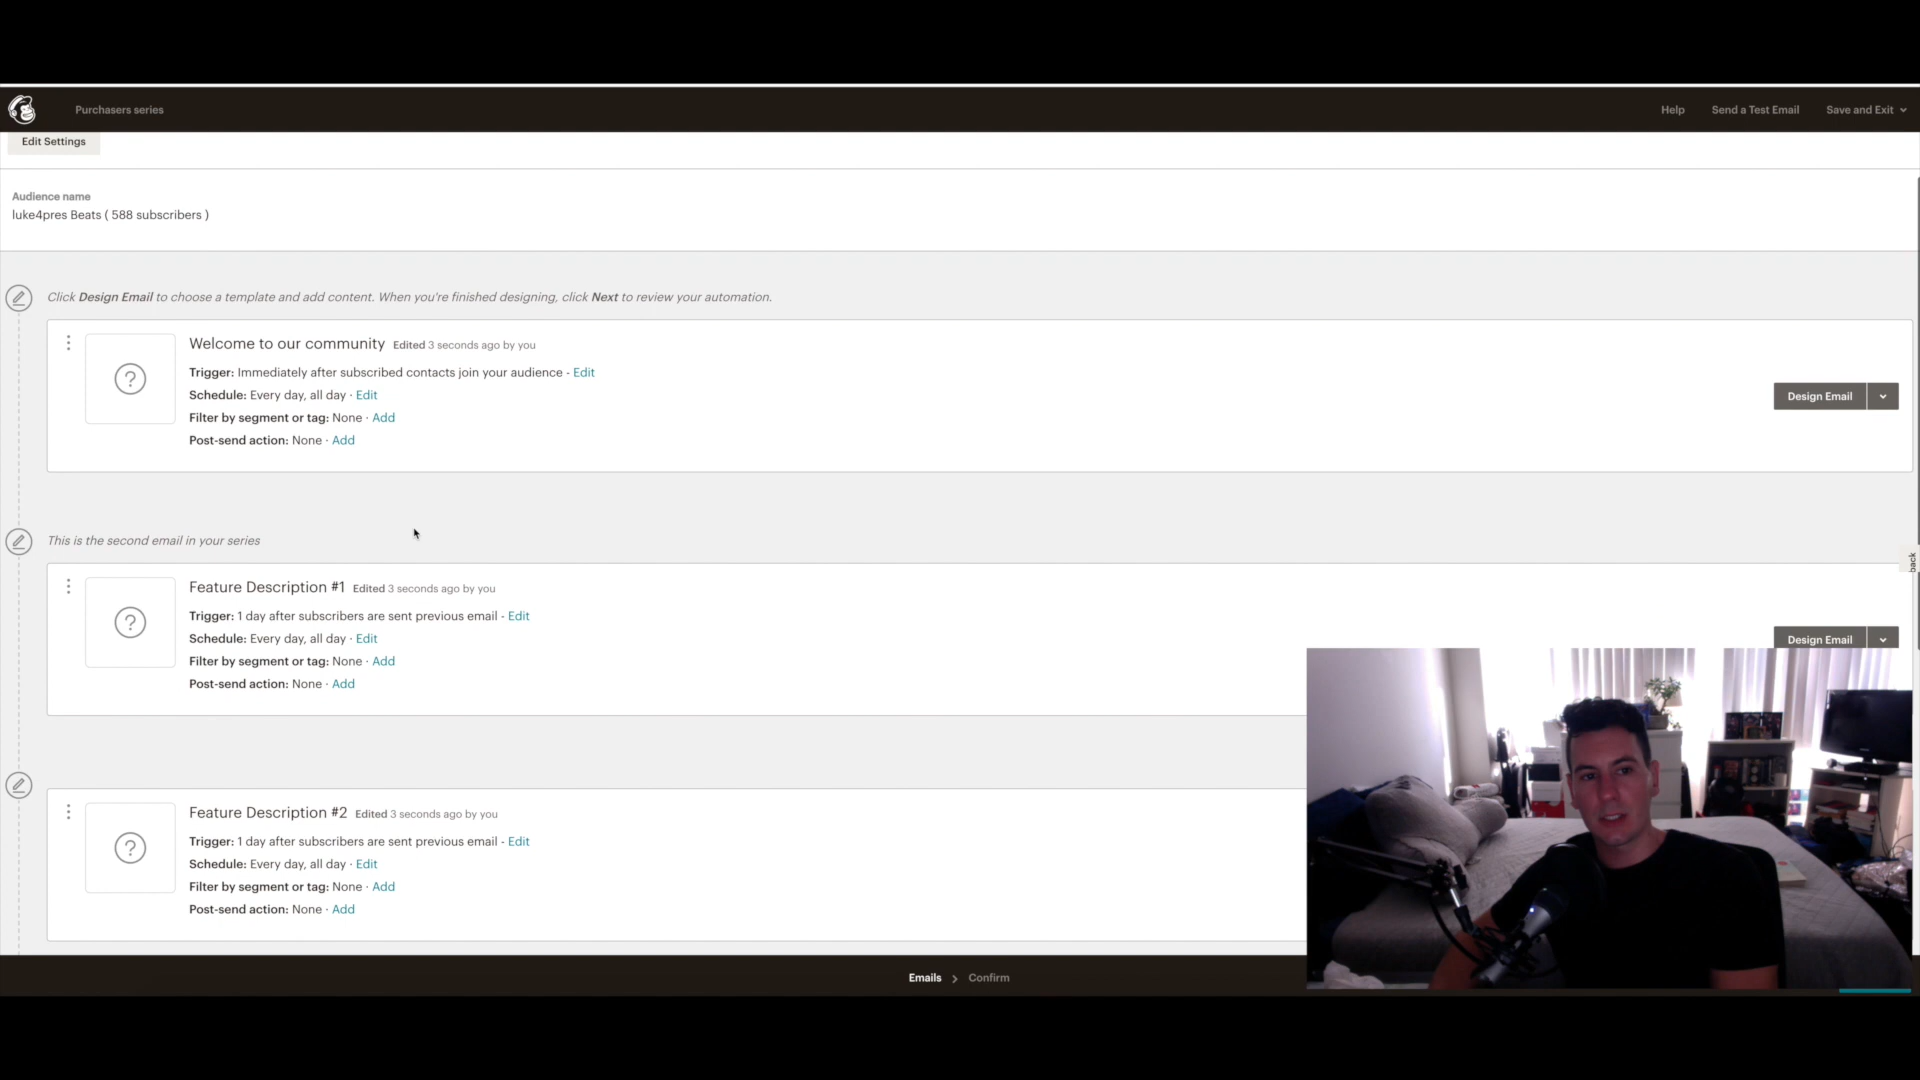 Purchasers series
Help
Send a Test Email
Save and Exit
Edit Settings
Audience name
luke4pres Beats ( 588 subscribers )
Click Design Email to choose a template and add content. When you're finished designing, click Next to review your automation.
Welcome to our community Edited 3 seconds ago by you
Trigger: Immediately after subscribed contacts join your audience - Edit
Schedule: Every day, all day · Edit
Filter by segment or tag: None · Add
Post-send action: None · Add
Design Email
This is the second email in your series
back
Feature Description #1 Edited 3 seconds ago by you
Trigger: 1 day after subscribers are sent previous email - Edit
Schedule: Every day, all day · Edit
Filter by segment or tag: None · Add
Post-send action: None · Add
Design Email
Feature Description #2 Edited 3 seconds ago by you
Trigger: 1 day after subscribers are sent previous email - Edit
Schedule: Every day, all day · Edit
Filter by segment or tag: None · Add
Post-send action: None · Add
Emails > Confirm